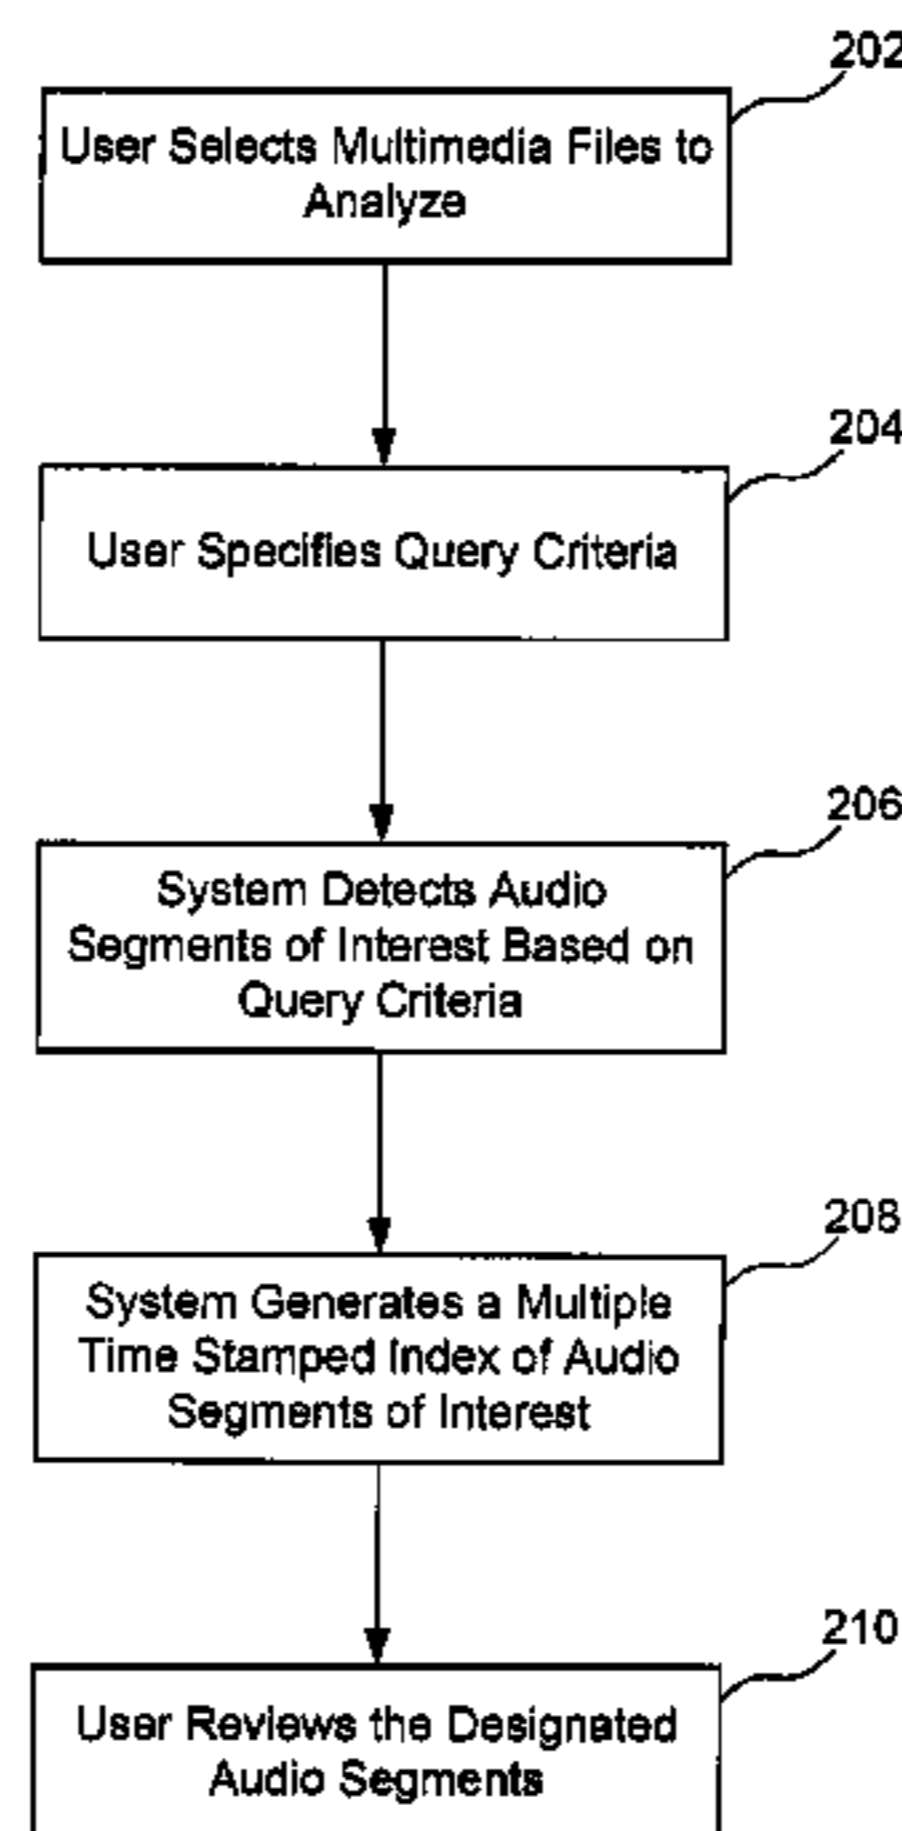 202
User Selects Multimedia Files to
Analyze
204
User Specifies Query Criteria
206
System Detects Audio
Segments of Interest Based on
Query Criteria
208
System Generates a Multiple
Time Stamped Index of Audio
Segments of Interest
210
User Reviews the Designated
Audio Segments